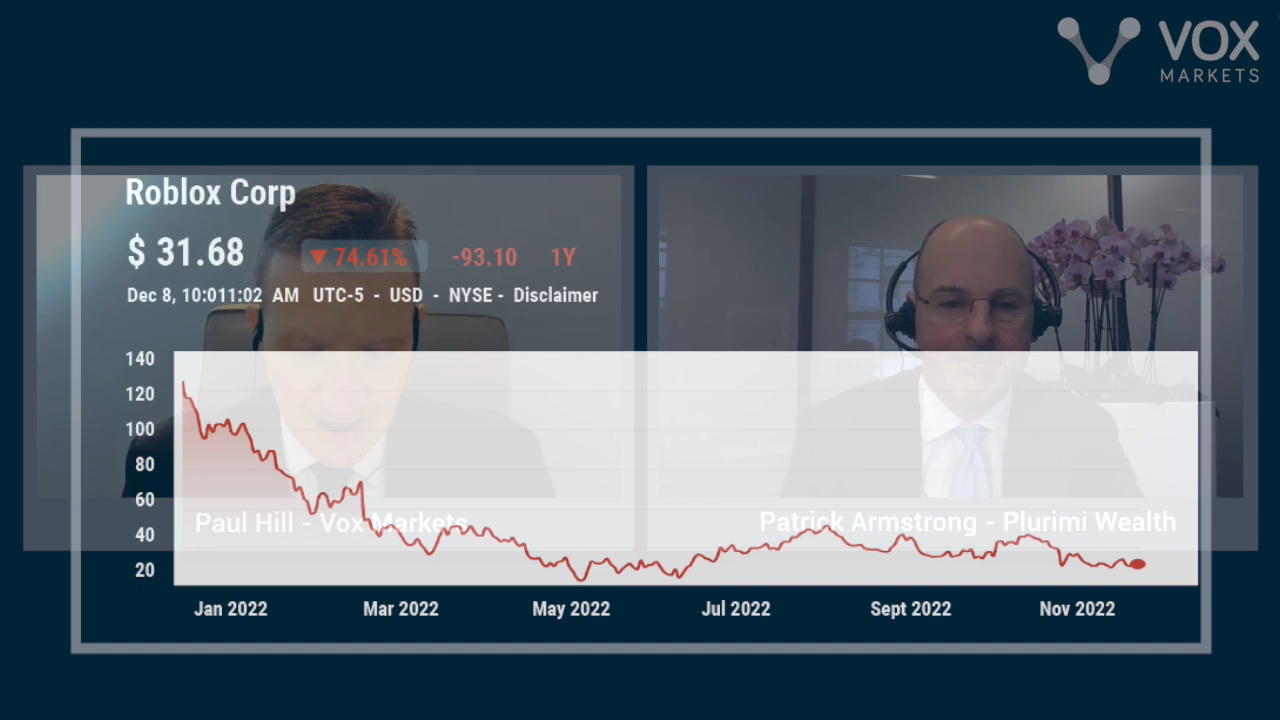 VOX
MARKETS
Roblox Corp
$ 31.68 ▼ 74.61% -93.10 1Y
Dec 8, 10:011:02 AM UTC-5 - USD - NYSE - Disclaimer
140
120
100
80
60
40
20
Paul Hill - Vox Markets
Patrick Armstrong - Plurimi Wealth
Jan 2022 Mar 2022 May 2022 Jul 2022 Sept 2022 Nov 2022